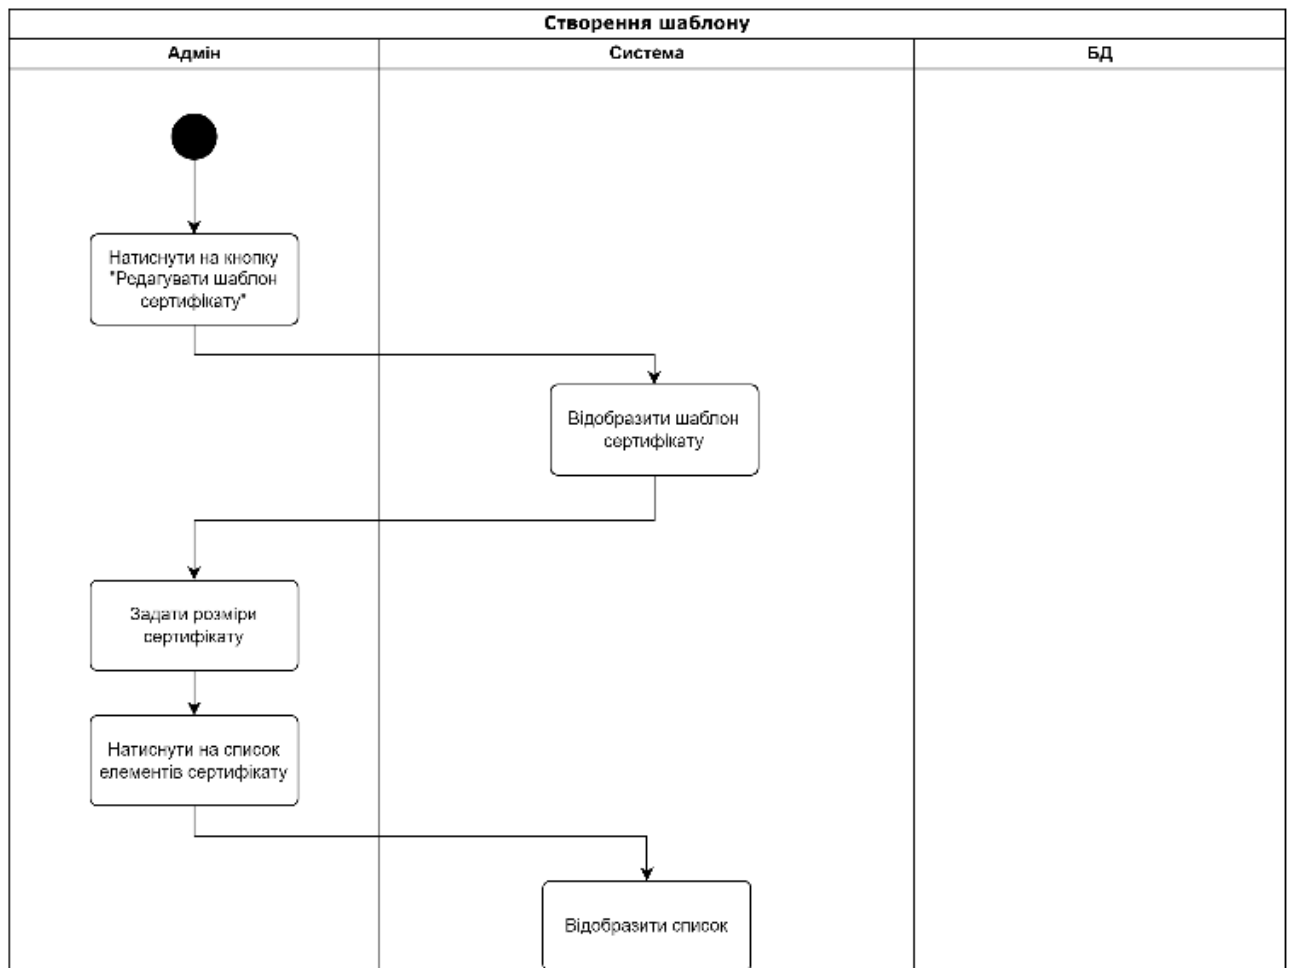 Створення шаблону
Адмін
Система
БД
Натиснути на кнопку
"Редагувати шаблон
сертифікату"
Відобразити шаблон
сертифікату
Задати розміри
сертифікату
Натиснути на список
елементів сертифікату
Відобразити список